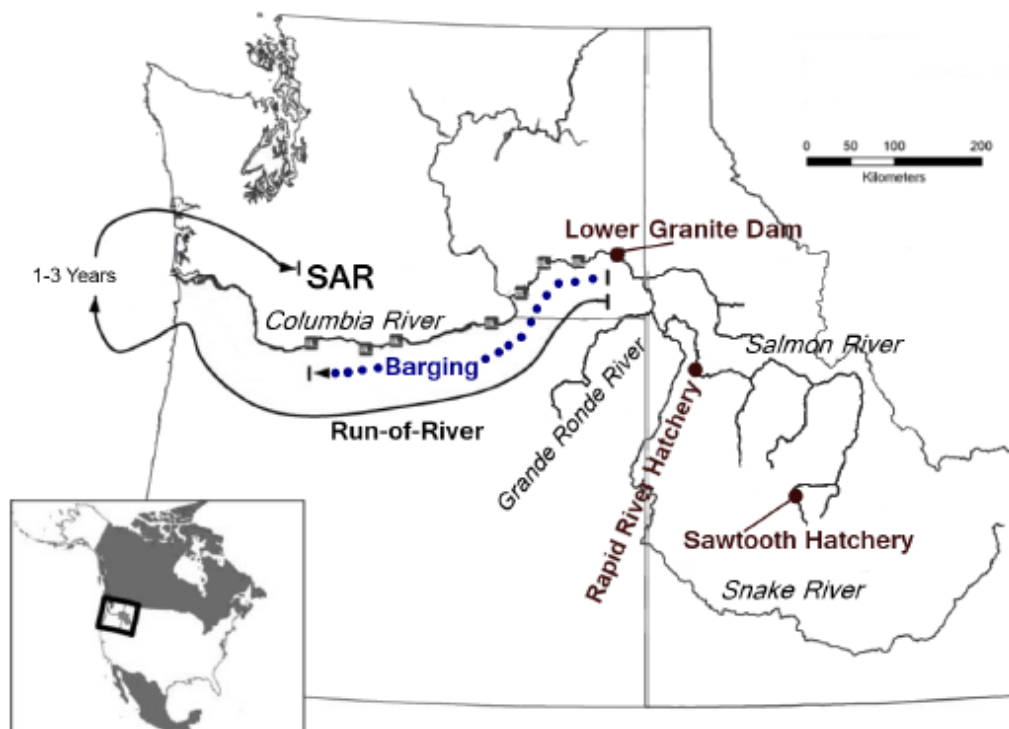 0 50 100 200
Kilometers
Lower Granite Dam
1-3 Years
SAR
Columbia River
Salmon River
Barging
Run-of-River
Grande Ronde River
Rapid River Hatchery
Sawtooth Hatchery
Snake River